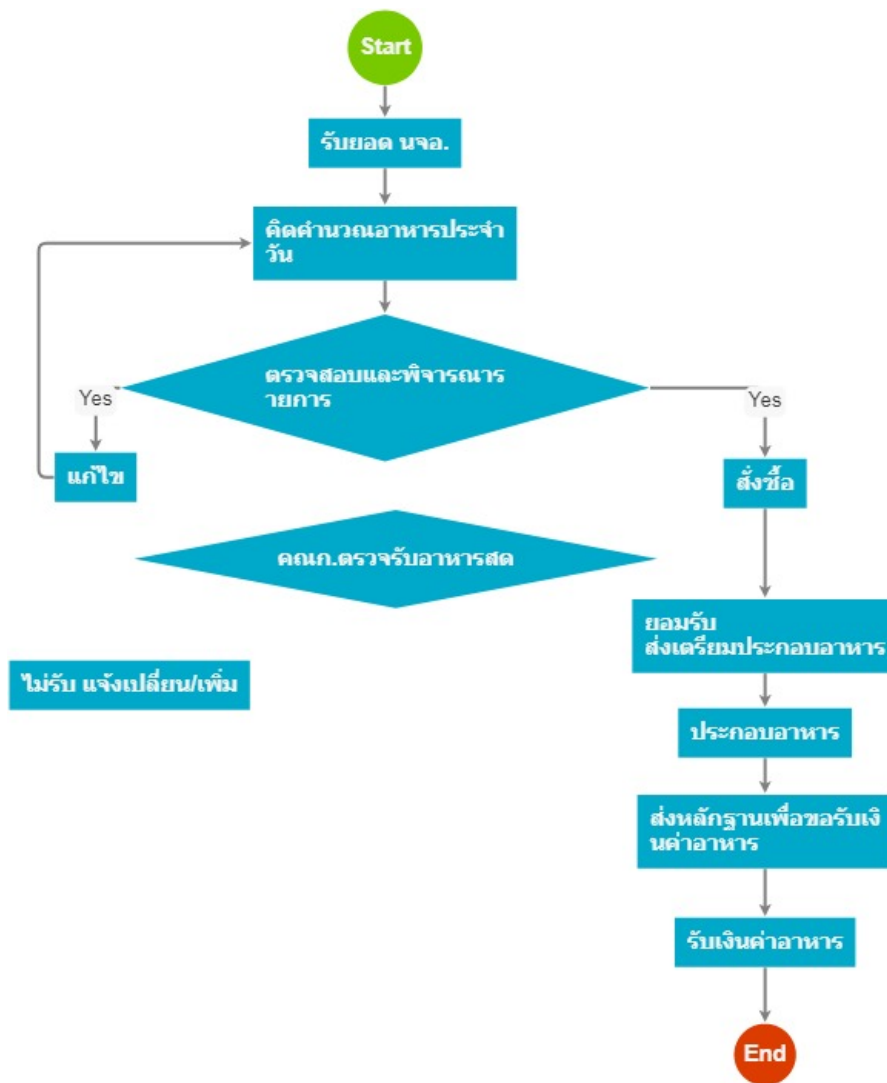 Start
รับยอด นจอ.
คิดคำนวณอาหารประจำ
วัน
ตรวจสอบและพิจารณาร
ายการ
Yes
Yes
แก้ไข
สั่งซื้อ
คณก.ตรวจรับอาหารสด
ยอมรับ
ส่งเตรียมประกอบอาหาร
ไม่รับ แจ้งเปลี่ยน/เพิ่ม
ประกอบอาหาร
ส่งหลักฐานเพื่อขอรับเงิ
นค่าอาหาร
รับเงินค่าอาหาร
End